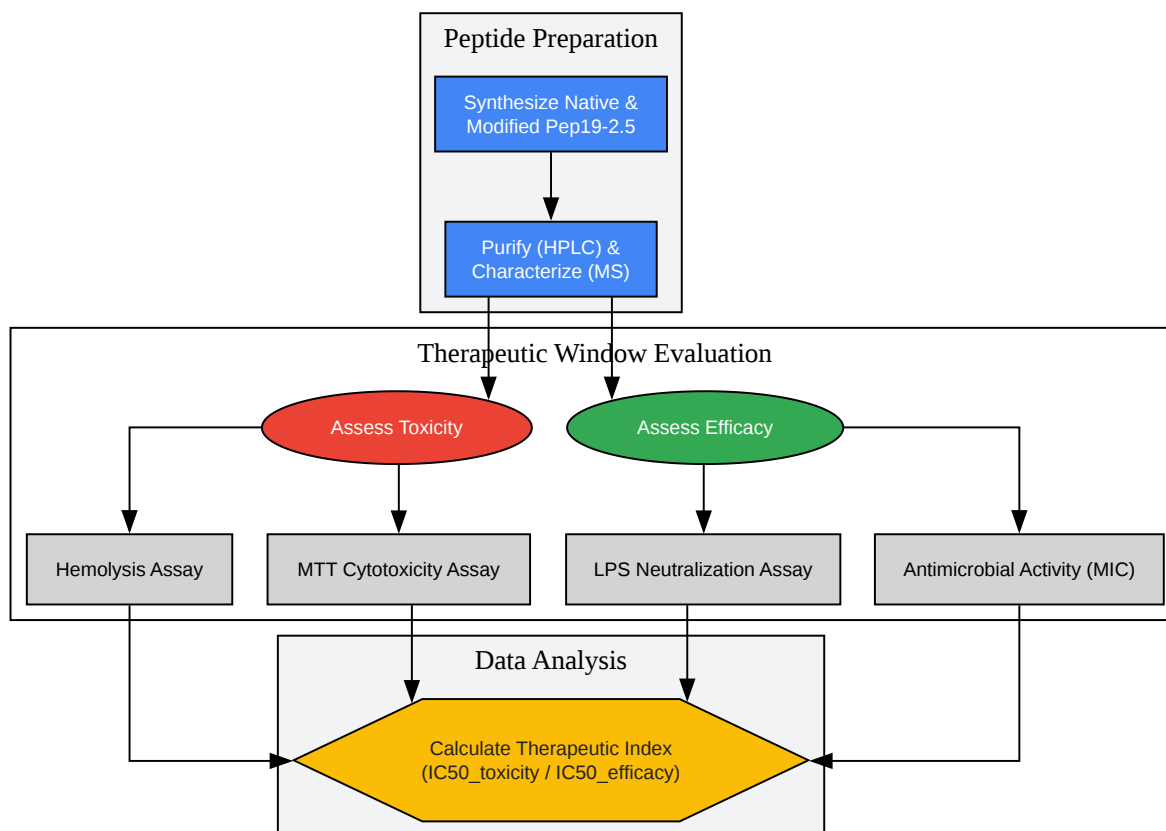 Peptide Preparation
Synthesize Native &
Modified Pep19-2.5
Purify (HPLC) &
Characterize (MS)
Therapeutic Window Evaluation
Assess Toxicity
Assess Efficacy
Hemolysis Assay
MTT Cytotoxicity Assay
LPS Neutralization Assay
Antimicrobial Activity (MIC)
Data Analysis
Calculate Therapeutic Index
(IC50_toxicity / IC50_efficacy)